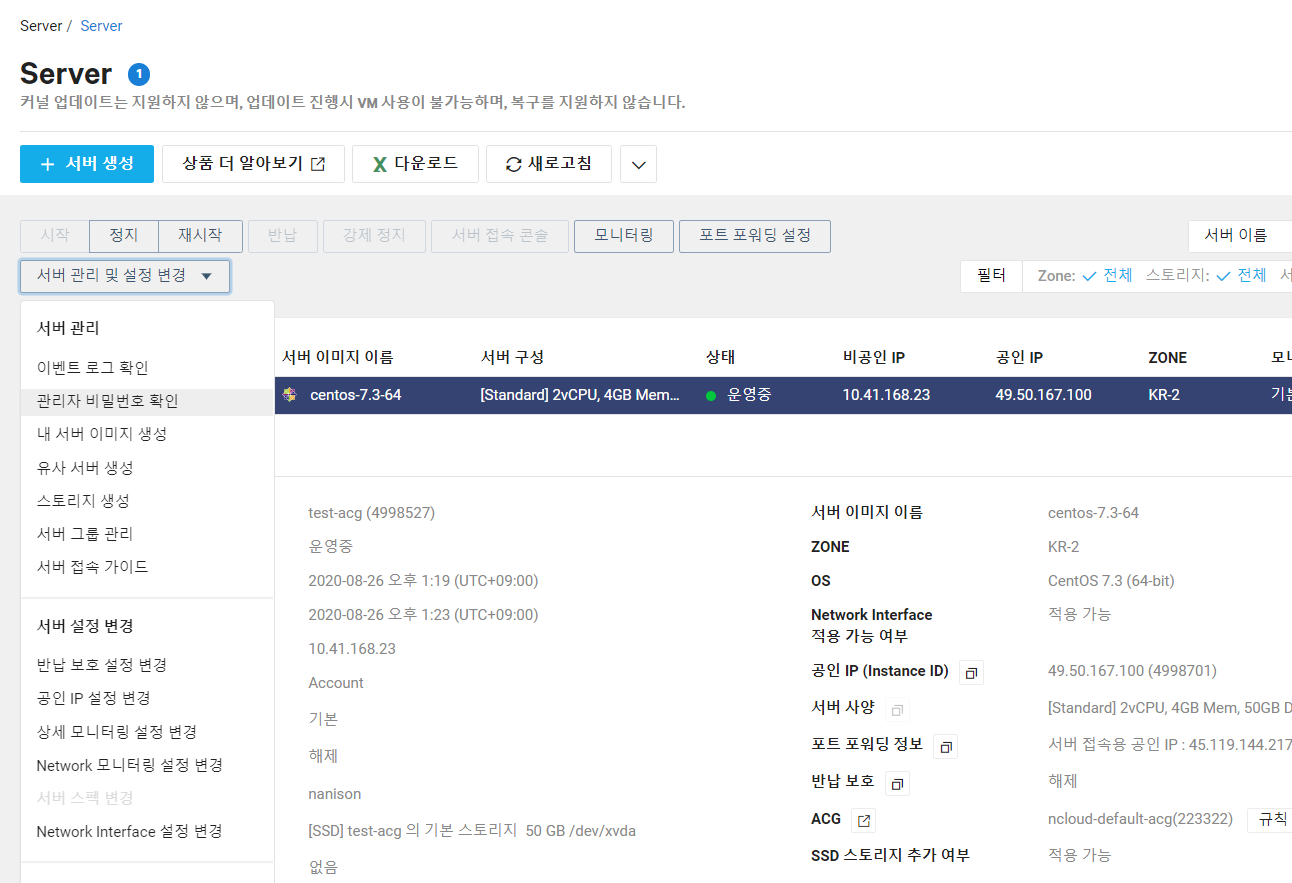 Server / Server
Server 1
커널 업데이트는 지원하지 않으며, 업데이트 진행시 VM 사용이 불가능하며, 복구를 지원하지 않습니다.
+ 서버 생성 상품 더 알아보기 다운로드 새로고침
시작 정지 재시작 반납 강제 정지 서버 접속 콘솔 모니터링 포트 포워딩 설정 서버 이름
서버 관리 및 설정 변경 필터 Zone: 전체 스토리지: 전체 서
서버 관리
이벤트 로그 확인
관리자 비밀번호 확인
내 서버 이미지 생성
유사 서버 생성
스토리지 생성
서버 그룹 관리
서버 접속 가이드
서버 설정 변경
반납 보호 설정 변경
공인 IP 설정 변경
상세 모니터링 설정 변경
Network 모니터링 설정 변경
서버 스펙 변경
Network Interface 설정 변경
서버 이미지 이름 서버 구성 상태 비공인 IP 공인 IP ZONE 모니
centos-7.3-64 [Standard] 2vCPU, 4GB Mem... 운영중 10.41.168.23 49.50.167.100 KR-2 기본
test-acg (4998527) 서버 이미지 이름 centos-7.3-64
운영중 ZONE KR-2
2020-08-26 오후 1:19 (UTC+09:00) OS CentOS 7.3 (64-bit)
2020-08-26 오후 1:23 (UTC+09:00) Network Interface 적용 가능
적용 가능 여부
10.41.168.23
Account 공인 IP (Instance ID) 49.50.167.100 (4998701)
기본 서버 사양 [Standard] 2vCPU, 4GB Mem, 50GB D
해제 포트 포워딩 정보 서버 접속용 공인 IP : 45.119.144.217
nanison 반납 보호 해제
[SSD] test-acg 의 기본 스토리지 50 GB /dev/xvda ACG ncloud-default-acg(223322) 규칙
없음 SSD 스토리지 추가 여부 적용 가능